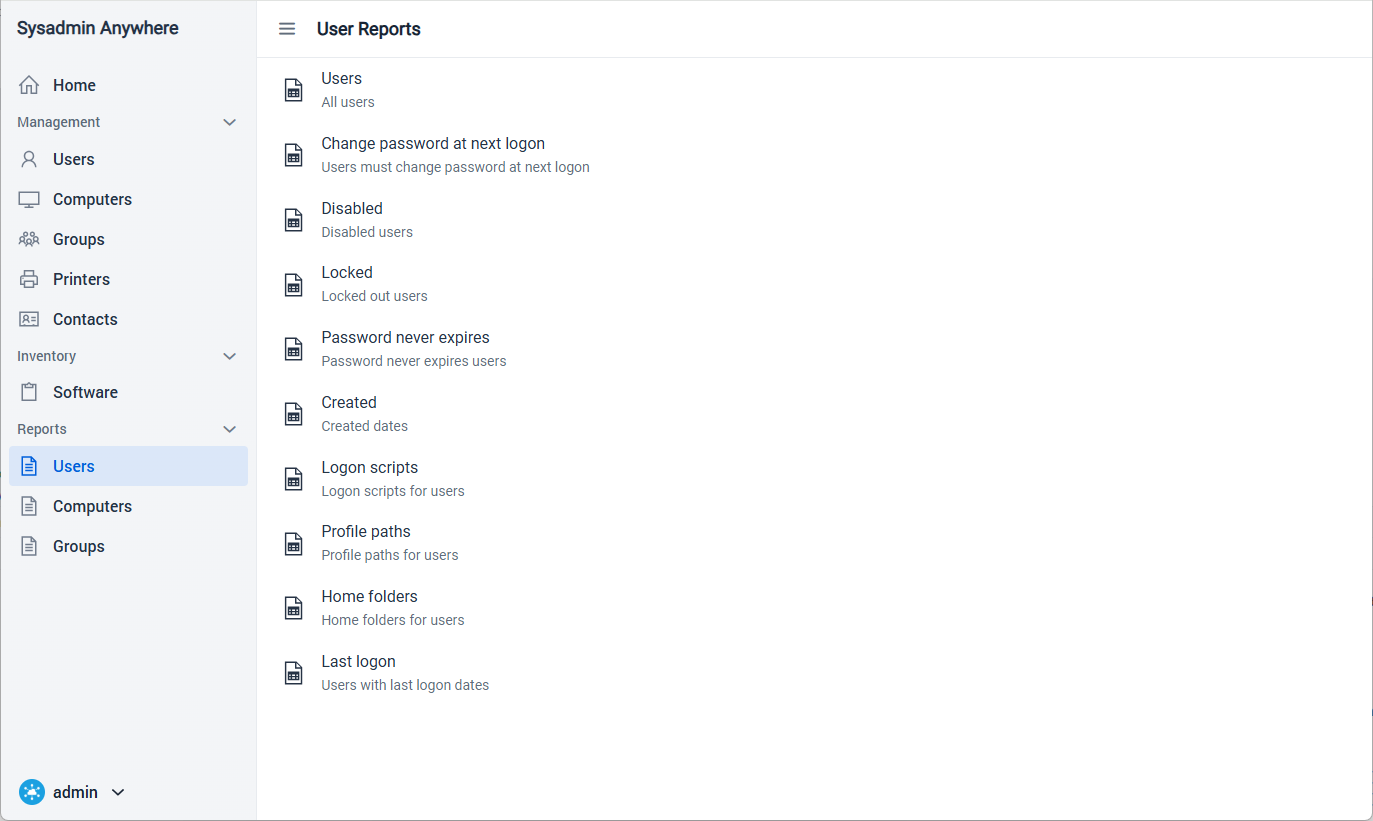 Sysadmin Anywhere
Home
Management
Users
Computers
Groups
Printers
Contacts
Inventory
Software
Reports
Users
Computers
Groups
admin
User Reports
Users
All users
Change password at next logon
Users must change password at next logon
Disabled
Disabled users
Locked
Locked out users
Password never expires
Password never expires users
Created
Created dates
Logon scripts
Logon scripts for users
Profile paths
Profile paths for users
Home folders
Home folders for users
Last logon
Users with last logon dates